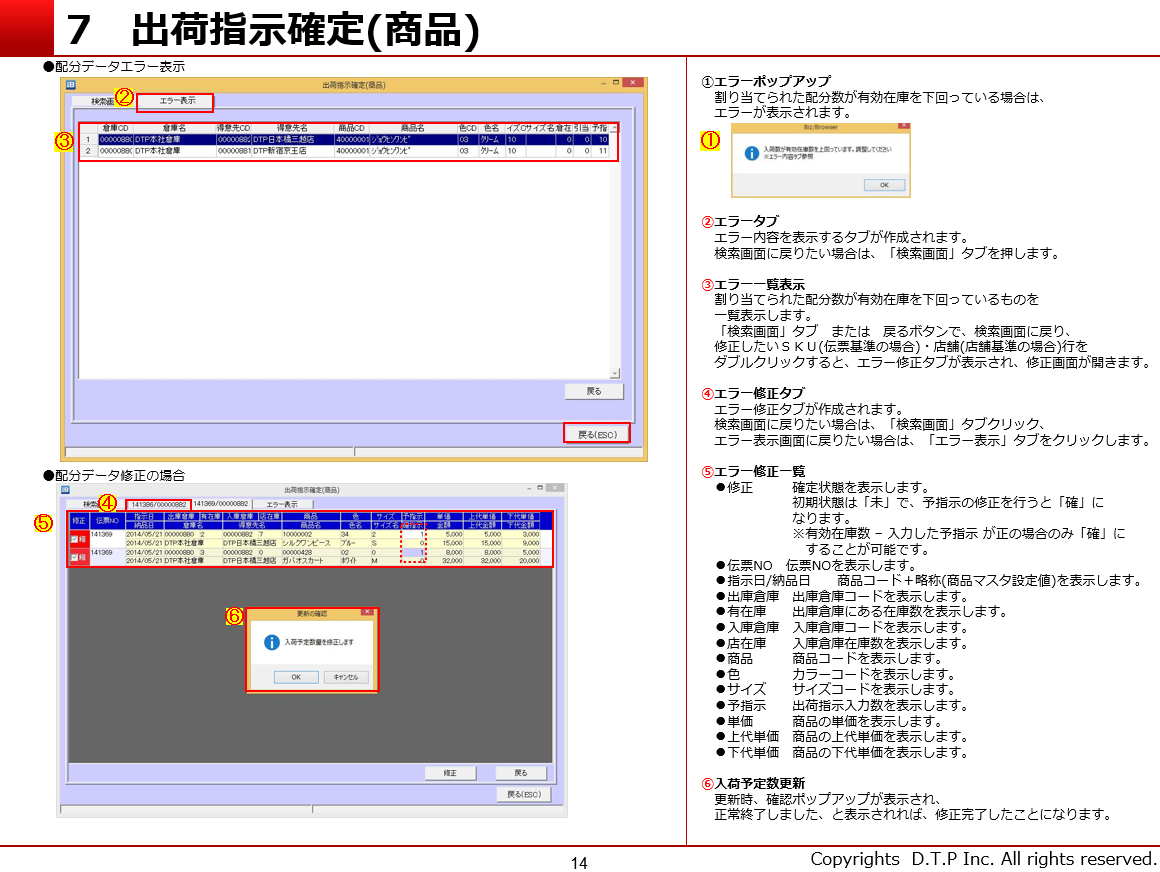 7 出荷指示確定(商品)
●配分データエラー表示
出荷指示確定(商品)
検索画
②
エラー表示
③
倉庫CD 倉庫名 得意先CD 得意先名 商品CD 商品名 色CD 色名 イズC サイズ名 倉在 引当 予指
1 0000088( DTP本社倉庫 0000088( DTP日本橋三越店 40000001 ｼﾞｮｳﾋﾝﾜﾝﾋﾟ 03 ｸﾘｰﾑ 10 0 0 10
2 0000088( DTP本社倉庫 00000881 DTP新宿京王店 40000001 ｼﾞｮｳﾋﾝﾜﾝﾋﾟ 03 ｸﾘｰﾑ 10 0 0 11
戻る
戻る(ESC)
●配分データ修正の場合
出荷指示確定(商品)
検索
④
141386/00000882
141369/00000882
エラー表示
⑤
修正 伝票NO 指示日 出庫倉庫 有在庫 入庫倉庫 店在庫 商品 色 サイズ 予指示 単価 上代単価 下代単価
納品日 倉庫名 得意先名 商品名 色名 サイズ名 金額 上代金額 下代金額
修 141369 2014/05/21 00000880 2 00000882 7 10000002 34 2 1 5,000 5,000 3,000
2014/05/21 DTP本社倉庫 DTP日本橋三越店 シルクワンピース ブルー S 0 15,000 15,000 9,000
修 141369 2014/05/21 00000880 3 00000882 0 00000428 02 0 1 8,000 8,000 5,000
2014/05/21 DTP本社倉庫 DTP日本橋三越店 ガバオスカート ﾎﾜｲﾄ M 32,000 32,000 20,000
⑥
更新の確認
入荷予定数量を修正します
OK
キャンセル
修正
戻る
戻る(ESC)
①エラーポップアップ
割り当てられた配分数が有効在庫を下回っている場合は、
エラーが表示されます。
①
Biz/Browser
入荷数が有効在庫数を上回っています。調整してください
※エラー内容タブ参照
OK
②エラータブ
エラー内容を表示するタブが作成されます。
検索画面に戻りたい場合は、「検索画面」タブを押します。
③エラー一覧表示
割り当てられた配分数が有効在庫を下回っているものを
一覧表示します。
「検索画面」タブ または 戻るボタンで、検索画面に戻り、
修正したいＳＫＵ(伝票基準の場合)・店舗(店舗基準の場合)行を
ダブルクリックすると、エラー修正タブが表示され、修正画面が開きます。
④エラー修正タブ
エラー修正タブが作成されます。
検索画面に戻りたい場合は、「検索画面」タブクリック、
エラー表示画面に戻りたい場合は、「エラー表示」タブをクリックします。
⑤エラー修正一覧
●修正 確定状態を表示します。
初期状態は「未」で、予指示の修正を行うと「確」に
なります。
※有効在庫数 − 入力した予指示 が正の場合のみ「確」に
することが可能です。
●伝票NO 伝票NOを表示します。
●指示日/納品日 商品コード＋略称(商品マスタ設定値)を表示します。
●出庫倉庫 出庫倉庫コードを表示します。
●有在庫 出庫倉庫にある在庫数を表示します。
●入庫倉庫 入庫倉庫コードを表示します。
●店在庫 入庫倉庫在庫数を表示します。
●商品 商品コードを表示します。
●色 カラーコードを表示します。
●サイズ サイズコードを表示します。
●予指示 出荷指示入力数を表示します。
●単価 商品の単価を表示します。
●上代単価 商品の上代単価を表示します。
●下代単価 商品の下代単価を表示します。
⑥入荷予定数更新
更新時、確認ポップアップが表示され、
正常終了しました、と表示されれば、修正完了したことになります。
14
Copyrights D.T.P Inc. All rights reserved.